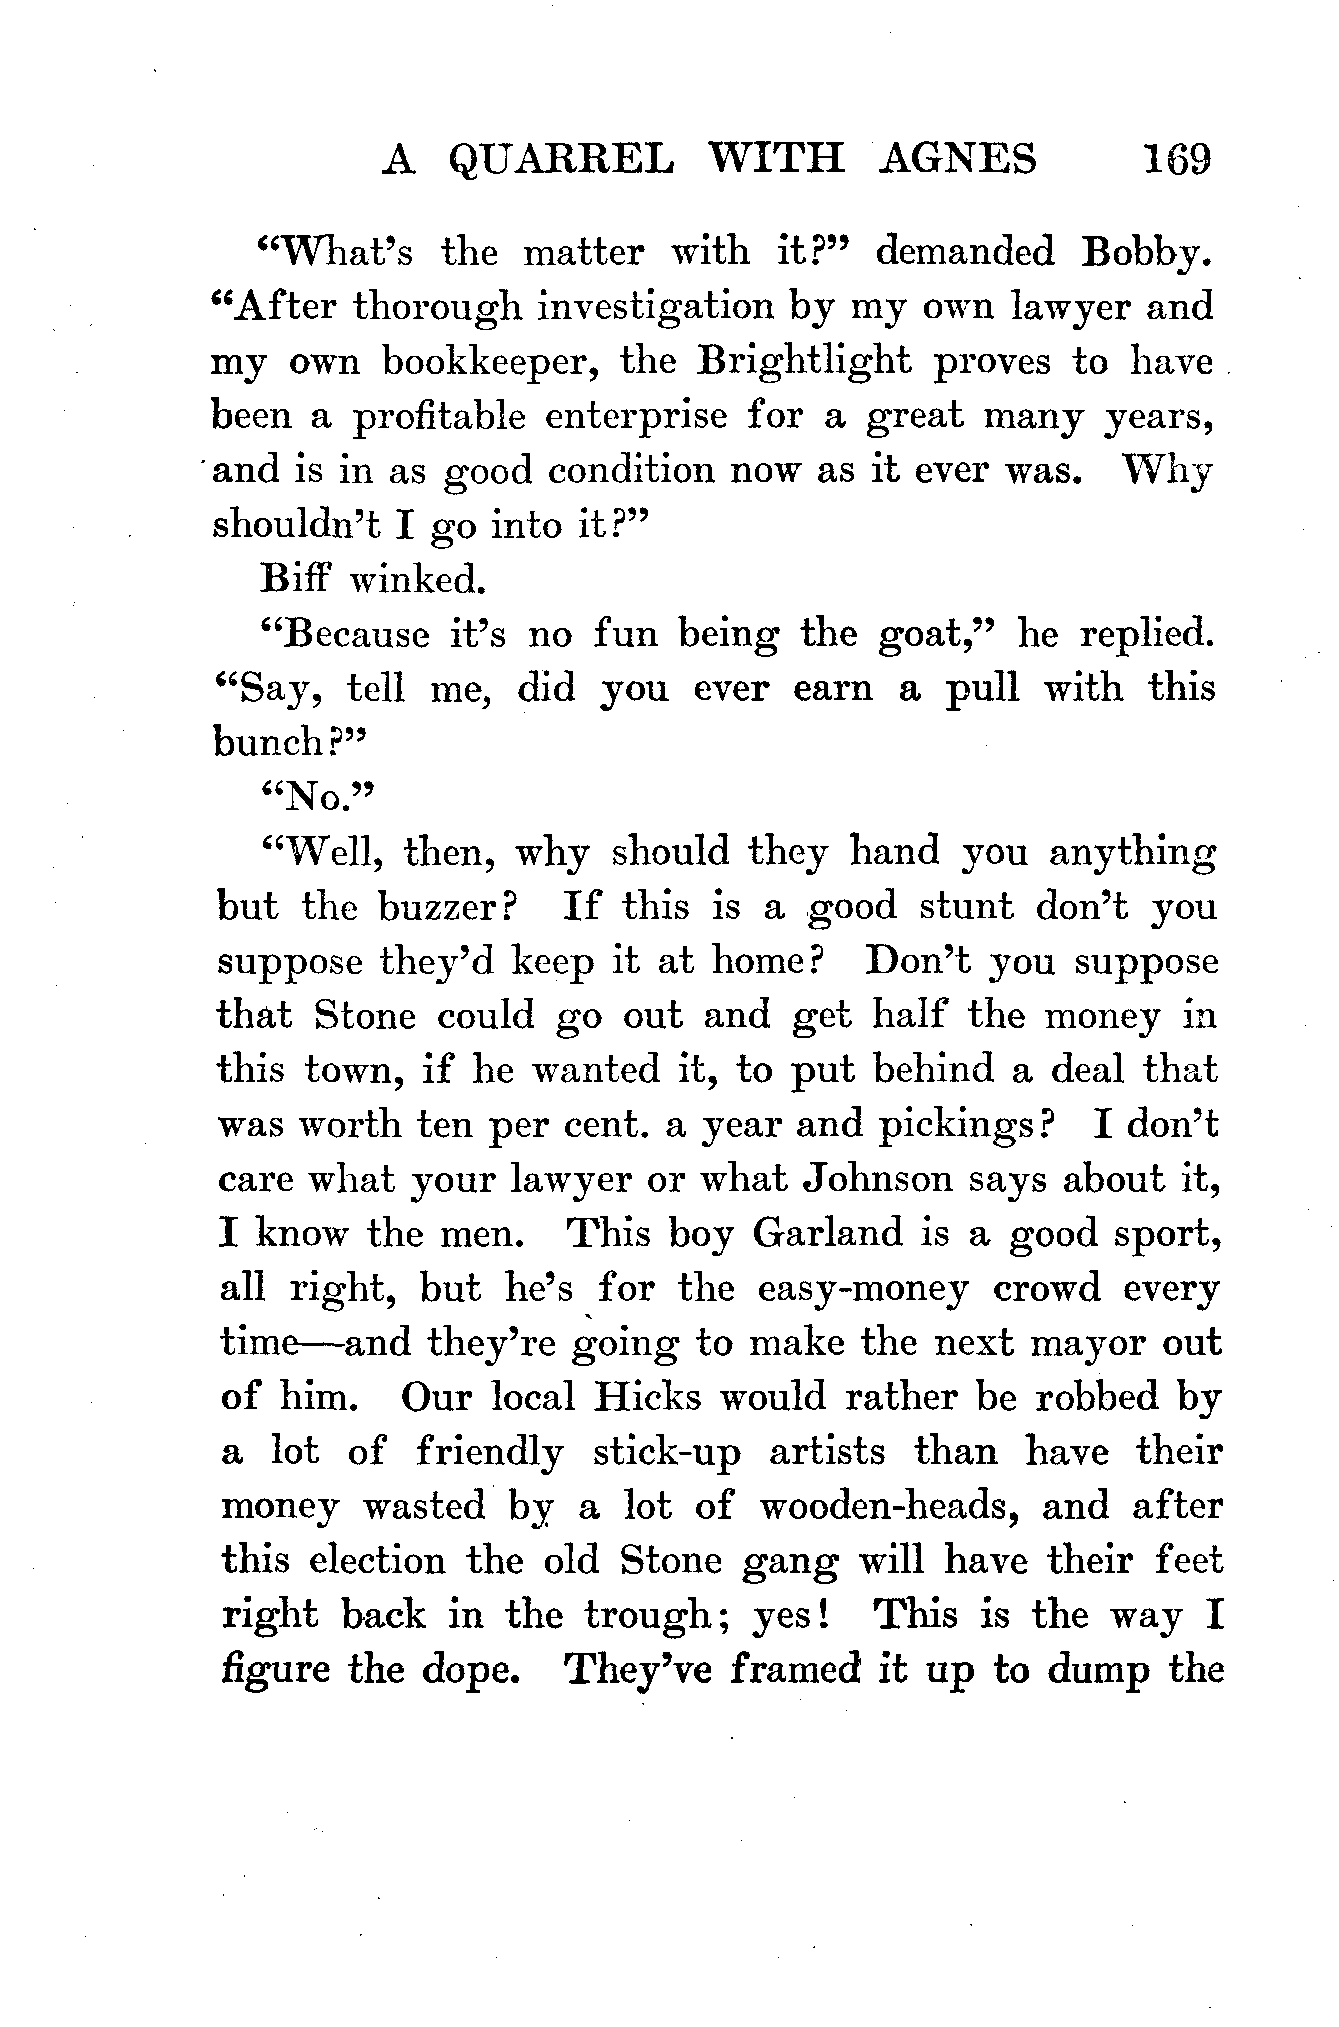 A QUARREL WITH AGNES 169
“What’s the matter with it?” demanded Bobby.
“After thorough investigation by my own lawyer and
my own bookkeeper, the Brightlight proves to have
been a profitable enterprise for a great many years,
and is in as good condition now as it ever was. Why
shouldn’t I go into it?”
Biff winked.
“Because it’s no fun being the goat,” he replied.
“Say, tell me, did you ever earn a pull with this
bunch?”
“No.”
“Well, then, why should they hand you anything
but the buzzer? If this is a good stunt don’t you
suppose they’d keep it at home? Don’t you suppose
that Stone could go out and get half the money in
this town, if he wanted it, to put behind a deal that
was worth ten per cent. a year and pickings? I don’t
care what your lawyer or what Johnson says about it,
I know the men. This boy Garland is a good sport,
all right, but he’s for the easy-money crowd every
time—and they’re going to make the next mayor out
of him. Our local Hicks would rather be robbed by
a lot of friendly stick-up artists than have their
money wasted by a lot of wooden-heads, and after
this election the old Stone gang will have their feet
right back in the trough; yes! This is the way I
figure the dope. They’ve framed it up to dump the